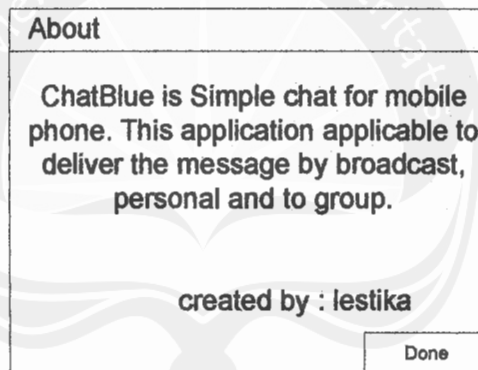 About
ChatBlue is Simple chat for mobile
phone. This application applicable to
deliver the message by broadcast,
personal and to group.
created by : lestika
Done